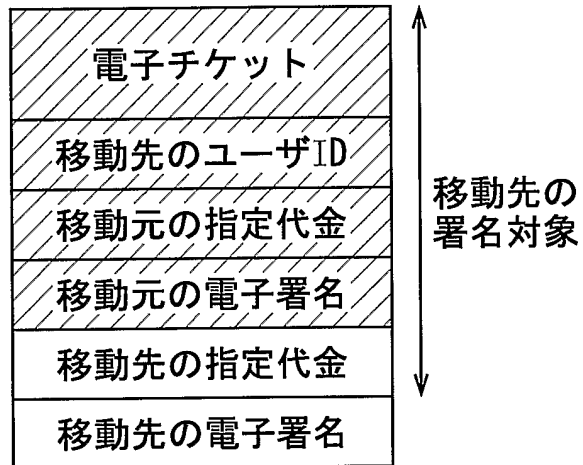 電子チケット
移動先のユーザID
移動元の指定代金
移動元の電子署名
移動先の指定代金
移動先の電子署名
移動先の
署名対象